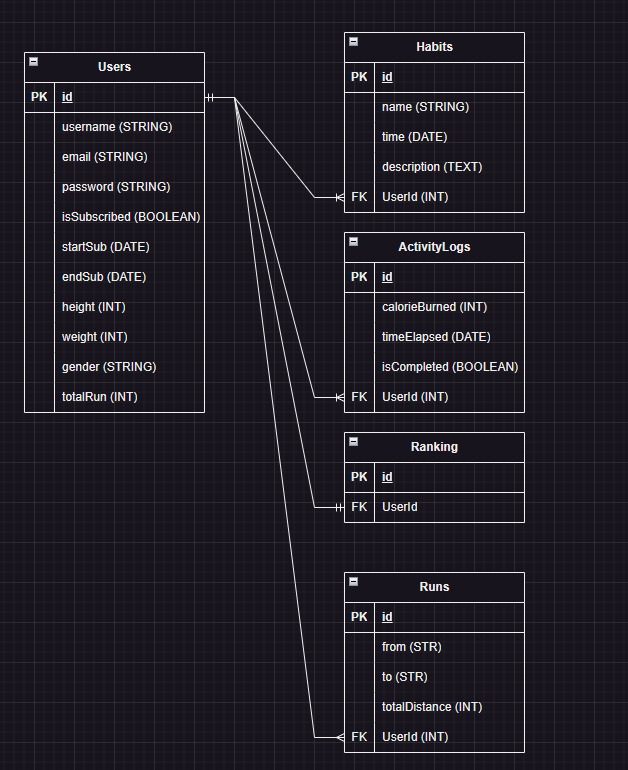 Users
PK id
username (STRING)
email (STRING)
password (STRING)
isSubscribed (BOOLEAN)
startSub (DATE)
endSub (DATE)
height (INT)
weight (INT)
gender (STRING)
totalRun (INT)
Habits
PK id
name (STRING)
time (DATE)
description (TEXT)
FK UserId (INT)
ActivityLogs
PK id
calorieBurned (INT)
timeElapsed (DATE)
isCompleted (BOOLEAN)
FK UserId (INT)
Ranking
PK id
FK UserId
Runs
PK id
from (STR)
to (STR)
totalDistance (INT)
FK UserId (INT)